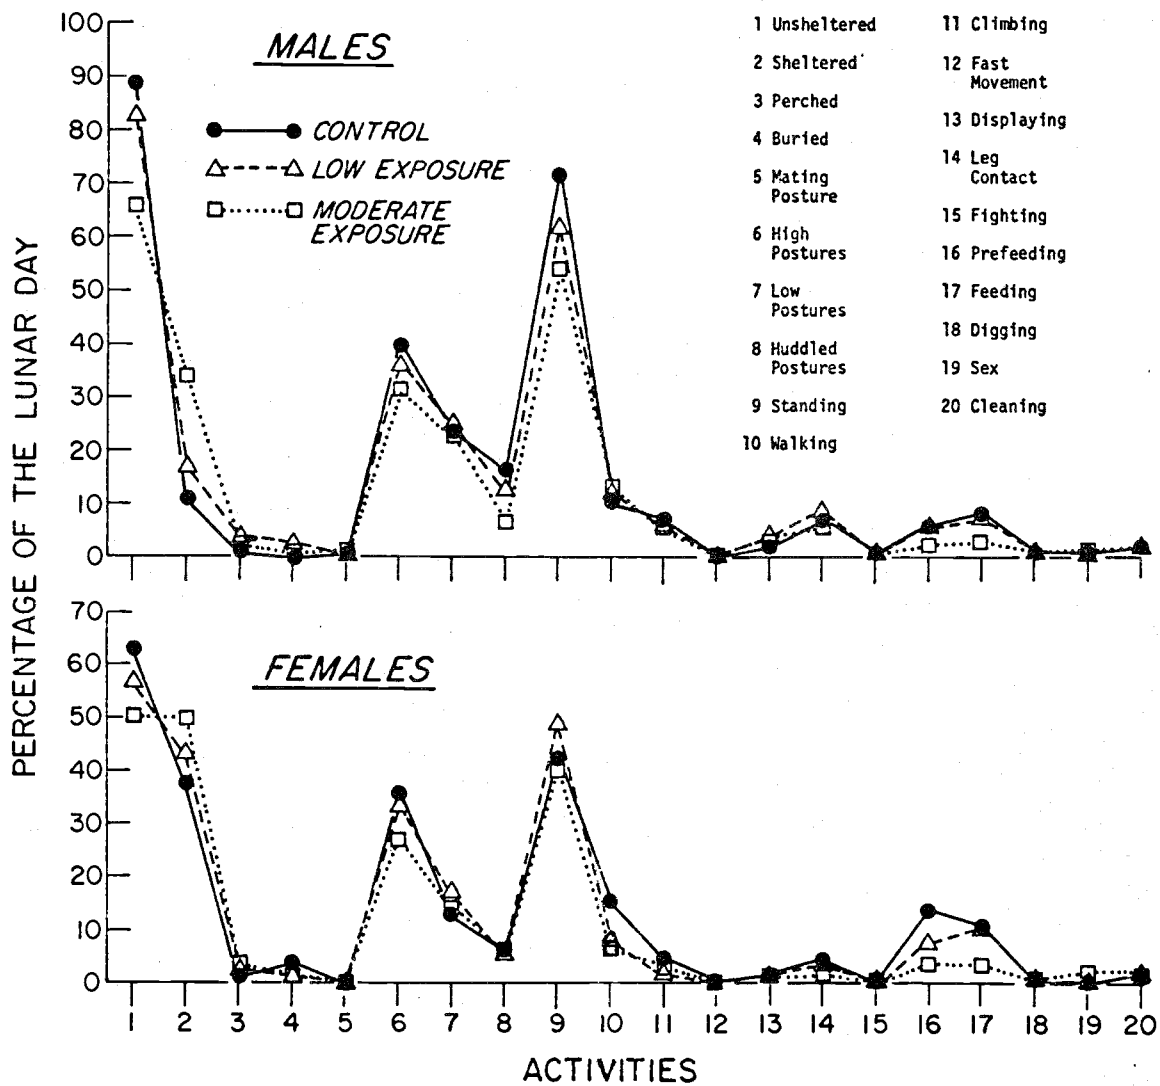 PERCENTAGE OF THE LUNAR DAY
100
90
80
70
60
50
40
30
20
10
0
MALES
CONTROL
LOW EXPOSURE
MODERATE
EXPOSURE
1 Unsheltered
2 Sheltered
3 Perched
4 Buried
5 Mating
Posture
6 High
Postures
7 Low
Postures
8 Huddled
Postures
9 Standing
10 Walking
11 Climbing
12 Fast
Movement
13 Displaying
14 Leg
Contact
15 Fighting
16 Prefeeding
17 Feeding
18 Digging
19 Sex
20 Cleaning
70
60
50
40
30
20
10
0
FEMALES
1 2 3 4 5 6 7 8 9 10 11 12 13 14 15 16 17 18 19 20
ACTIVITIES